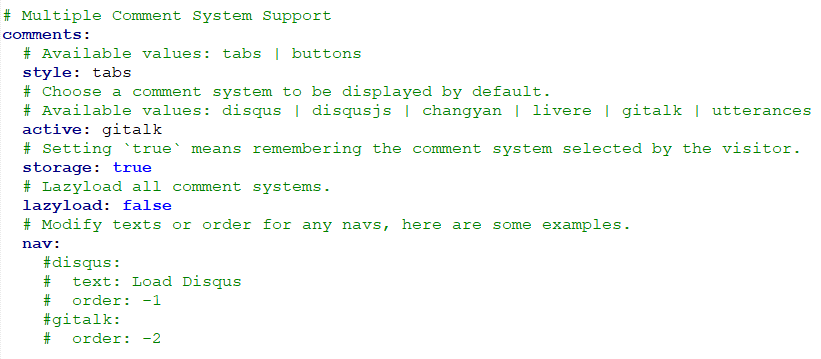 # Multiple Comment System Support
comments:
  # Available values: tabs | buttons
  style: tabs
  # Choose a comment system to be displayed by default.
  # Available values: disqus | disqusjs | changyan | livere | gitalk | utterances
  active: gitalk
  # Setting `true` means remembering the comment system selected by the visitor.
  storage: true
  # Lazyload all comment systems.
  lazyload: false
  # Modify texts or order for any navs, here are some examples.
  nav:
    #disqus:
    #  text: Load Disqus
    #  order: -1
    #gitalk:
    #  order: -2